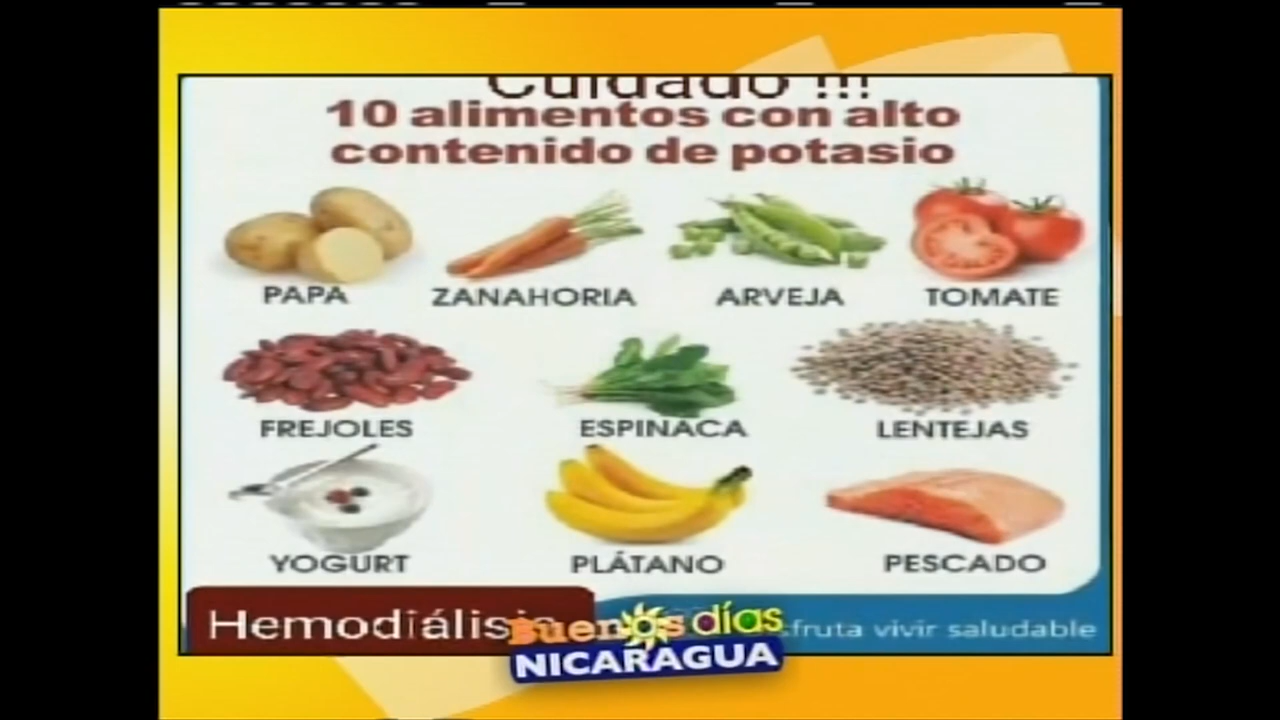 Cuidado !!!
10 alimentos con alto
contenido de potasio
PAPA
ZANAHORIA
ARVEJA
TOMATE
FREJOLES
ESPINACA
LENTEJAS
YOGURT
PLÁTANO
PESCADO
Hemodiálisis
Buenos días
NICARAGUA
vivir saludable